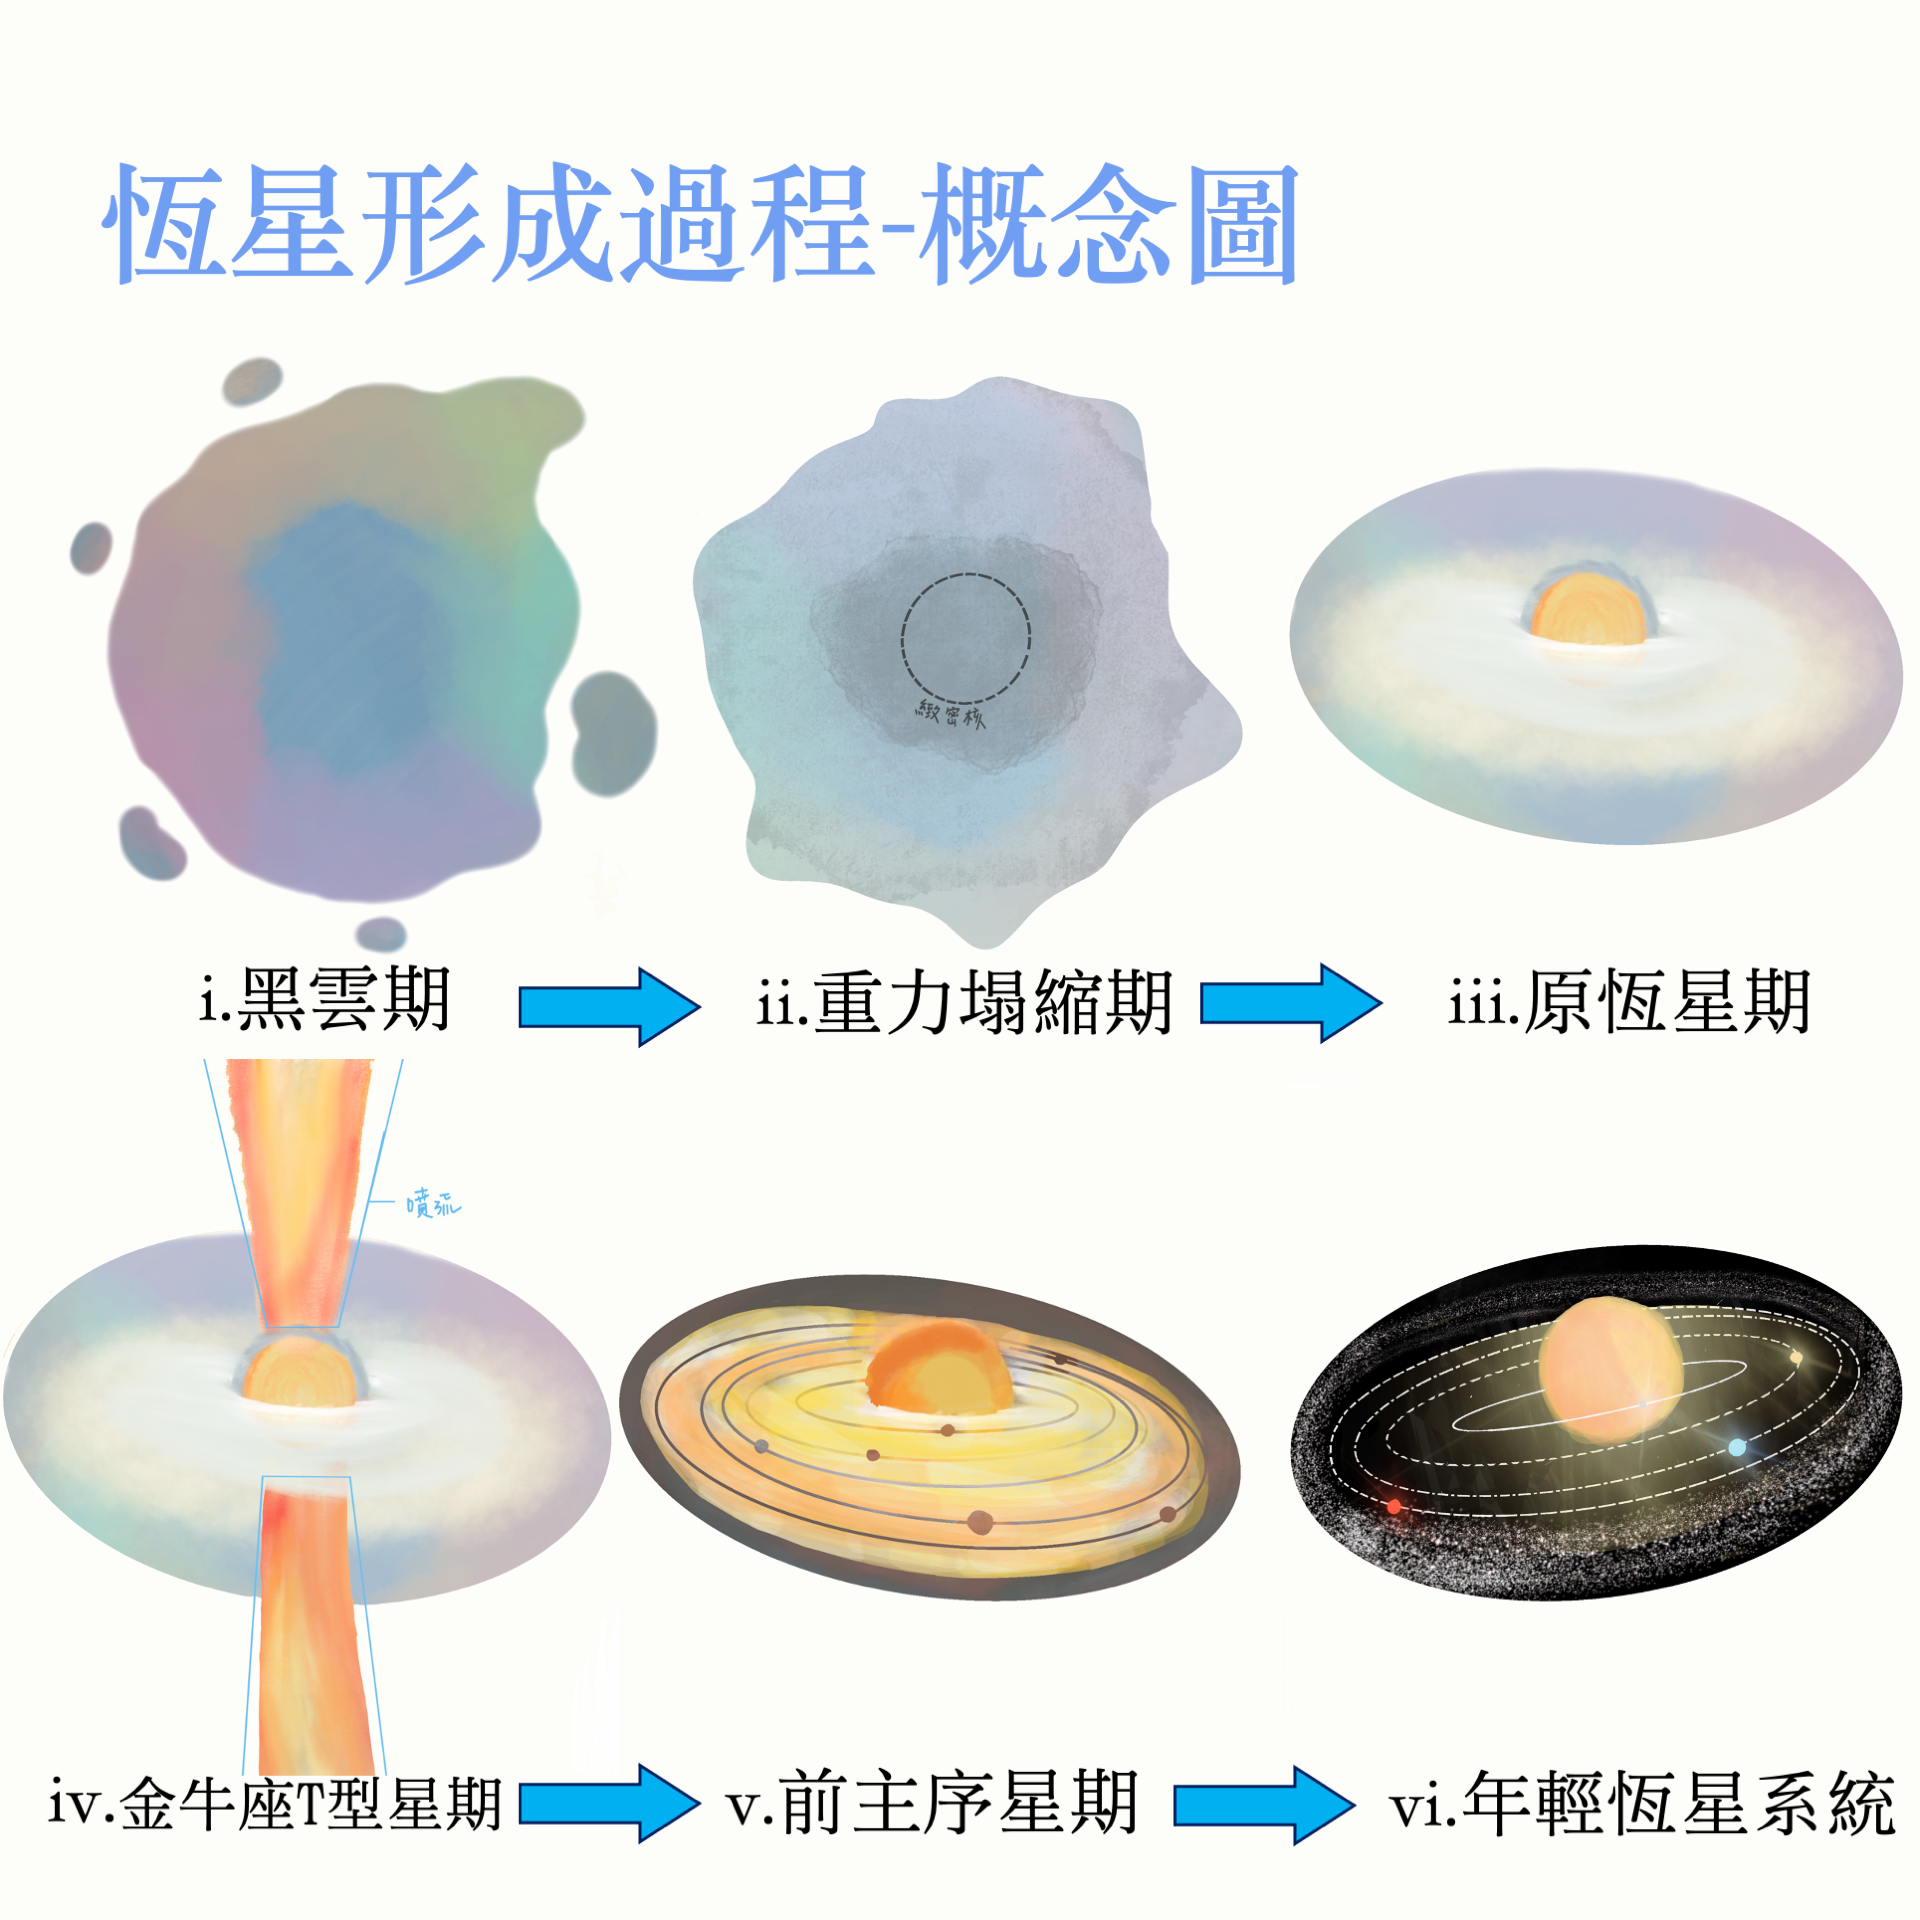 恆星形成過程-概念圖
緻密核
i.黑雲期
ii.重力塌縮期
iii.原恆星期
噴流
iv.金牛座T型星期
v.前主序星期
vi.年輕恆星系統